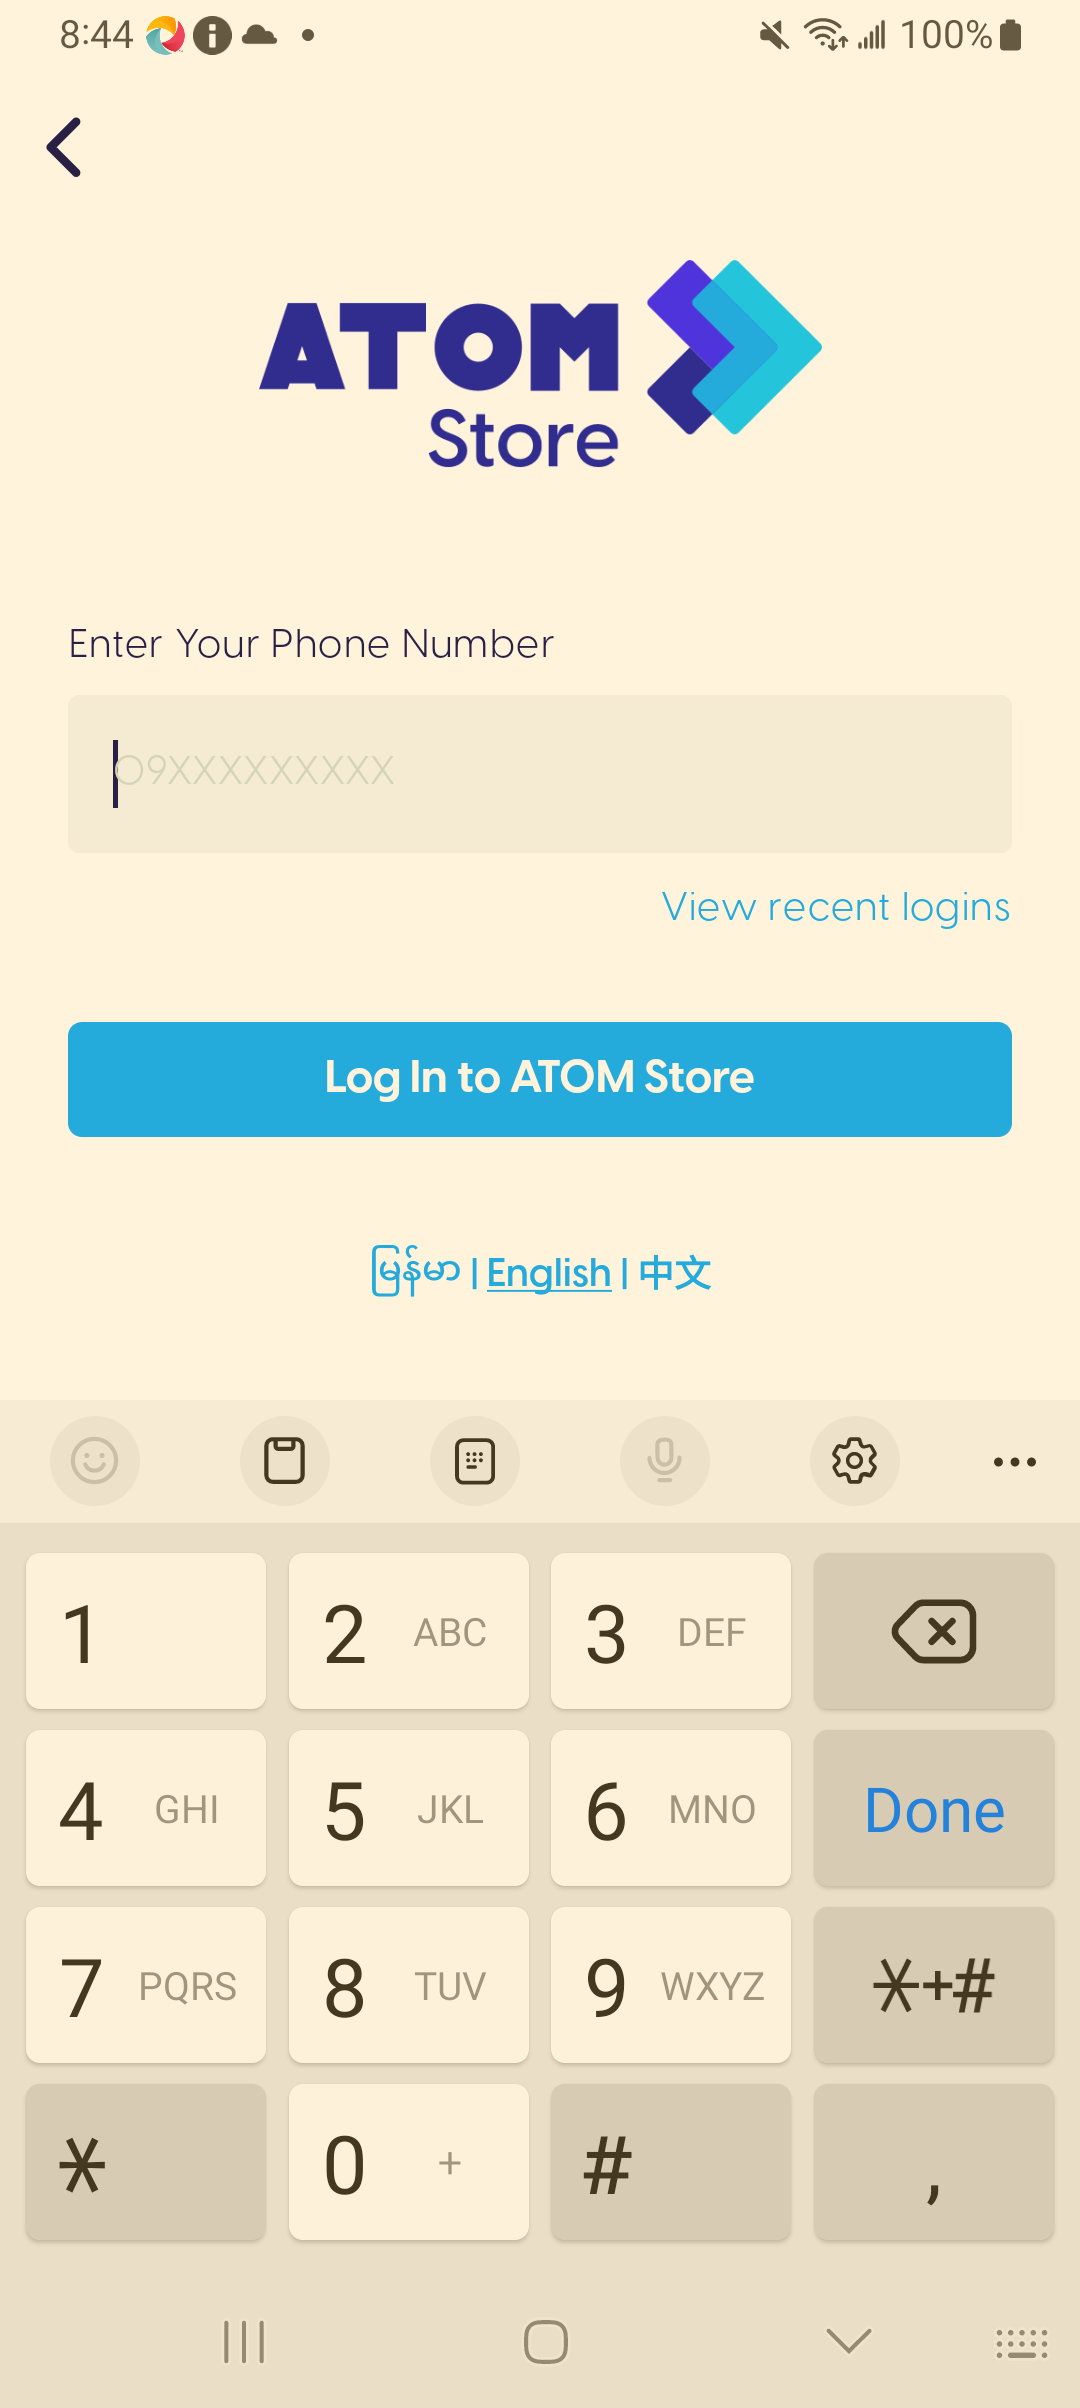 8:44 100%
ATOM
Store
Enter Your Phone Number
09XXXXXXXXX
View recent logins
Log In to ATOM Store
မြန်မာ | English | 中文
1 2 ABC 3 DEF
4 GHI 5 JKL 6 MNO Done
7 PQRS 8 TUV 9 WXYZ *+#
* 0 + # ,